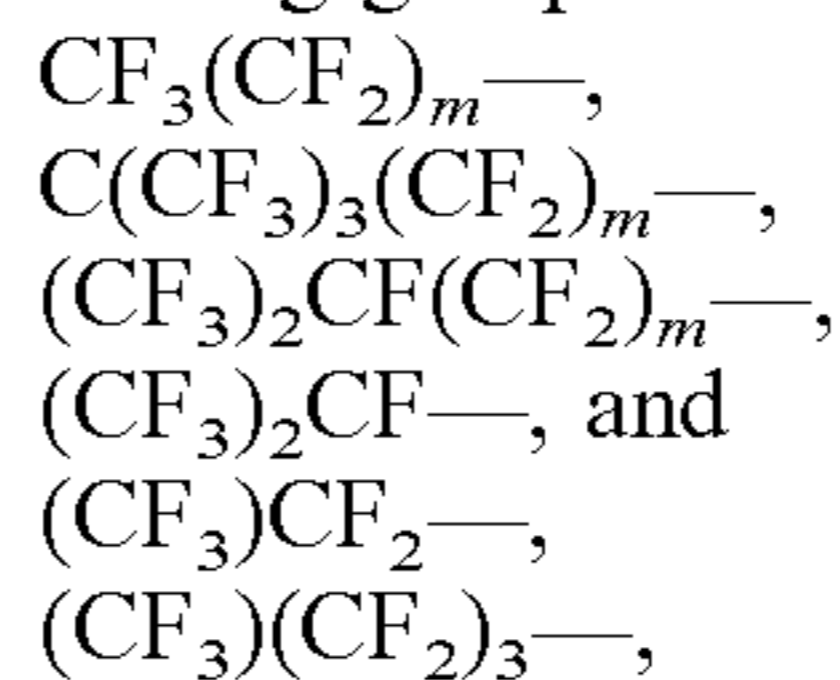 CF₃(CF₂)ₘ—,
C(CF₃)₃(CF₂)ₘ—,
(CF₃)₂CF(CF₂)ₘ—,
(CF₃)₂CF—, and
(CF₃)CF₂—,
(CF₃)(CF₂)₃—,